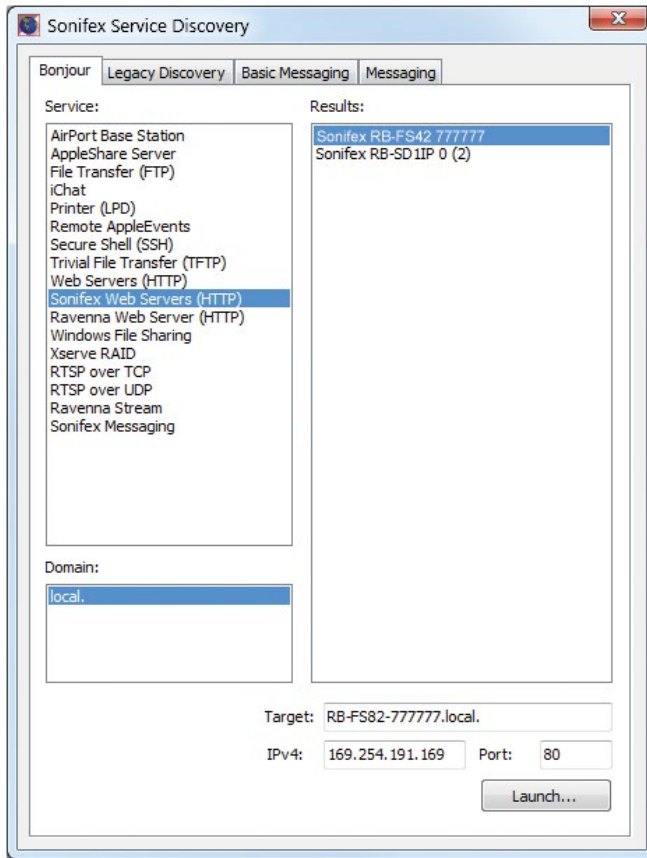 Sonifex Service Discovery
Bonjour Legacy Discovery Basic Messaging Messaging
Service:
AirPort Base Station
AppleShare Server
File Transfer (FTP)
iChat
Printer (LPD)
Remote AppleEvents
Secure Shell (SSH)
Trivial File Transfer (TFTP)
Web Servers (HTTP)
Sonifex Web Servers (HTTP)
Ravenna Web Server (HTTP)
Windows File Sharing
Xserve RAID
RTSP over TCP
RTSP over UDP
Ravenna Stream
Sonifex Messaging
Results:
Sonifex RB-FS42 777777
Sonifex RB-SD1IP 0 (2)
Domain:
local.
Target: RB-FS82-777777.local.
IPv4: 169.254.191.169 Port: 80
Launch...